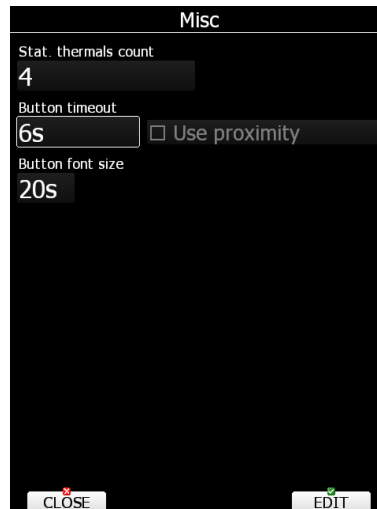 Misc
Stat. thermals count
4
Button timeout
6s
Use proximity
Button font size
20s
CLOSE
EDIT